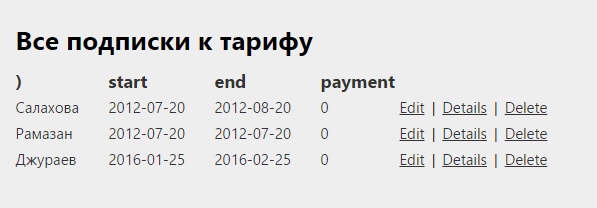 Все подписки к тарифу
) start end payment
Салахова 2012-07-20 2012-08-20 0 Edit | Details | Delete
Рамазан 2012-07-20 2012-07-20 0 Edit | Details | Delete
Джураев 2016-01-25 2016-02-25 0 Edit | Details | Delete